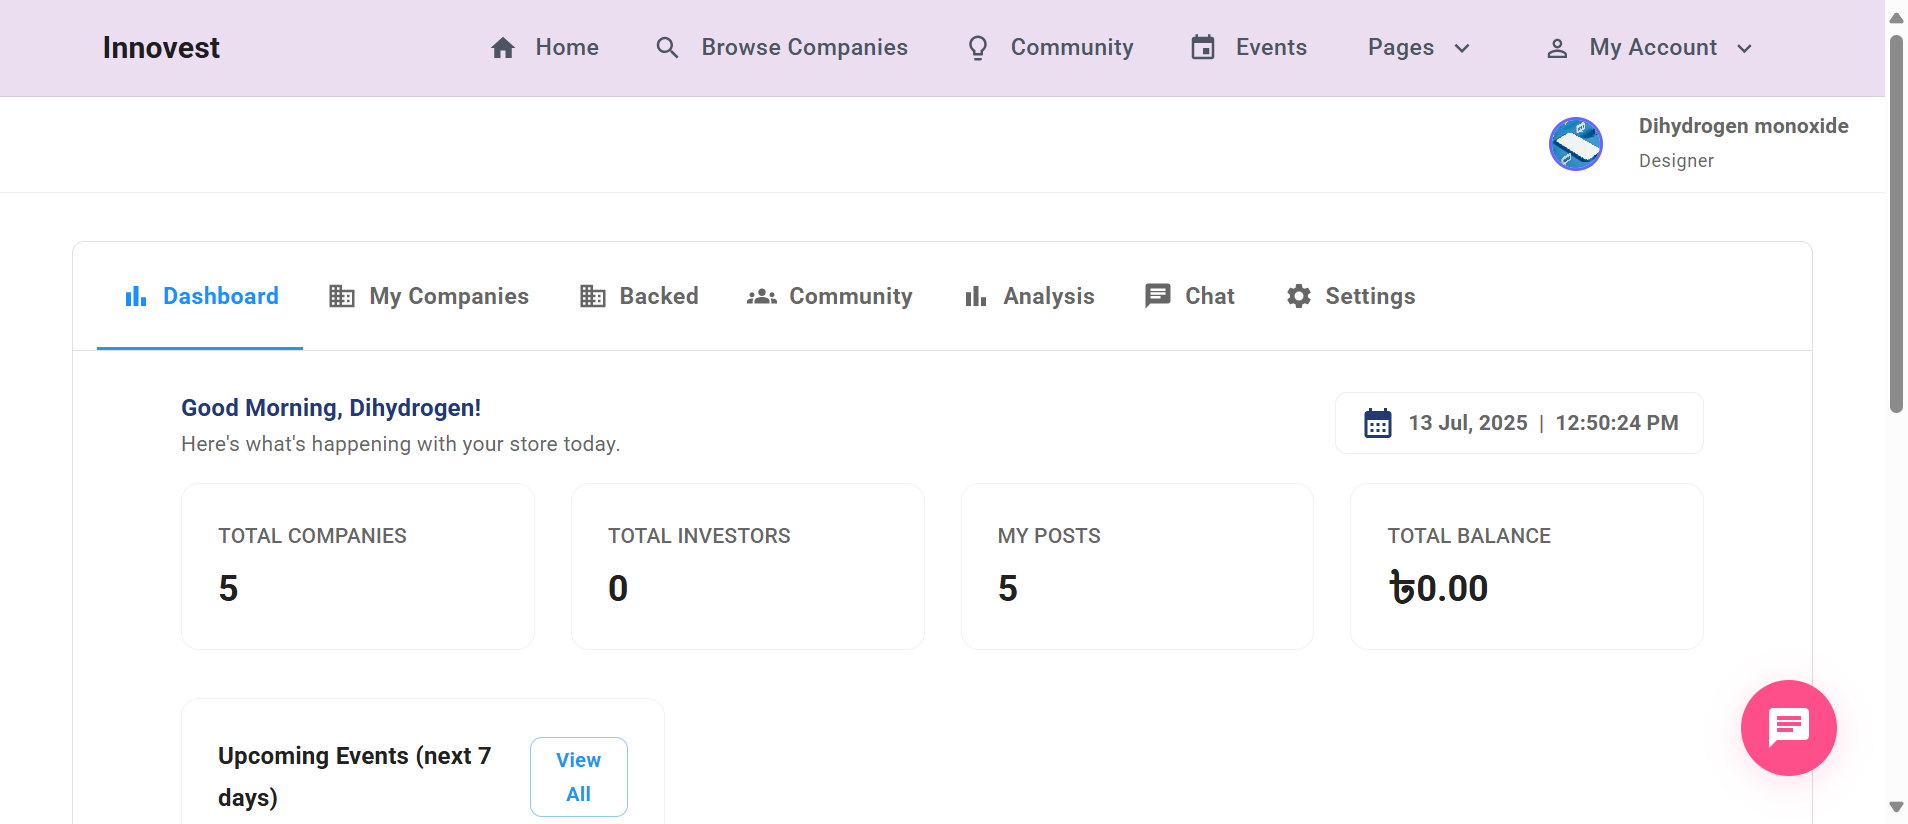 Innovest
Home
Browse Companies
Community
Events
Pages
My Account
Dihydrogen monoxide
Designer
Dashboard
My Companies
Backed
Community
Analysis
Chat
Settings
Good Morning, Dihydrogen!
Here's what's happening with your store today.
13 Jul, 2025 | 12:50:24 PM
TOTAL COMPANIES
5
TOTAL INVESTORS
0
MY POSTS
5
TOTAL BALANCE
৳0.00
Upcoming Events (next 7
days)
View
All